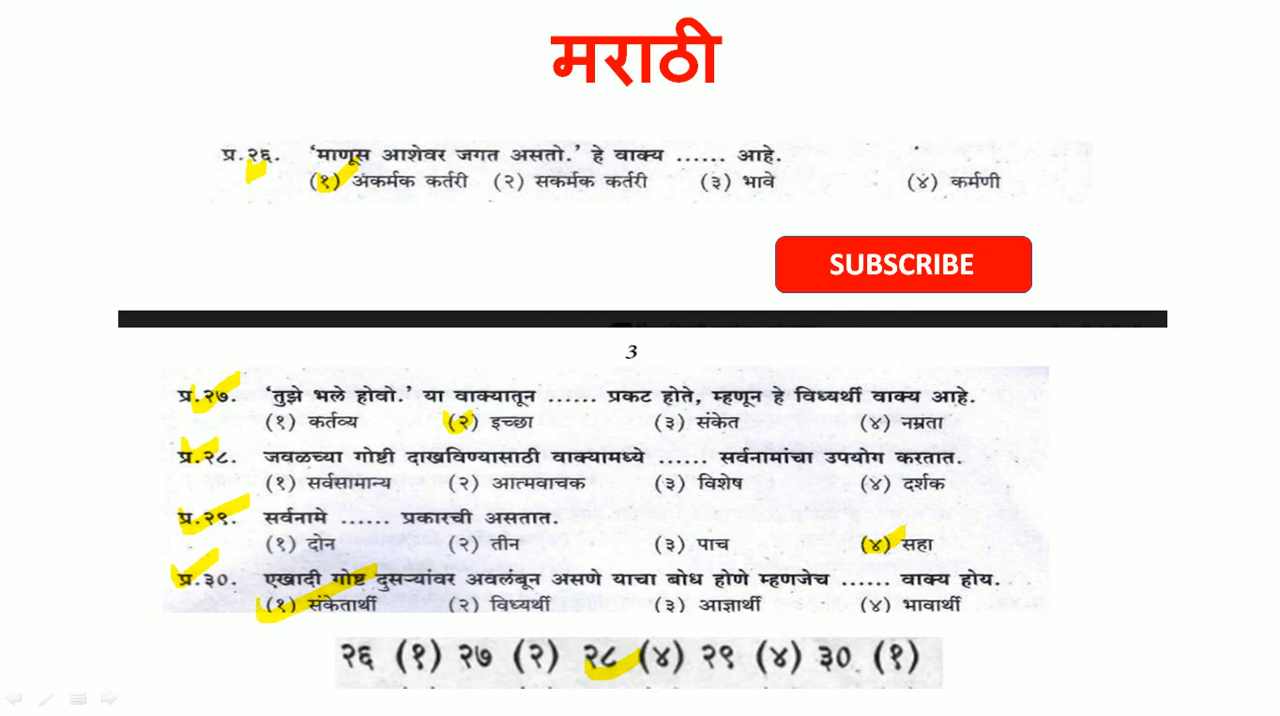 मराठी
प्र.२६. 'माणूस आशेवर जगत असतो.' हे वाक्य ...... आहे.
(१) अंकर्मक कर्तरी (२) सकर्मक कर्तरी (३) भावे (४) कर्मणी
SUBSCRIBE
3
प्र.२७. 'तुझे भले होवो.' या वाक्यातून ...... प्रकट होते, म्हणून हे विध्यर्थी वाक्य आहे.
(१) कर्तव्य (२) इच्छा (३) संकेत (४) नम्रता
प्र.२८. जवळच्या गोष्टी दाखविण्यासाठी वाक्यामध्ये ...... सर्वनामांचा उपयोग करतात.
(१) सर्वसामान्य (२) आत्मवाचक (३) विशेष (४) दर्शक
प्र.२९. सर्वनामे ...... प्रकारची असतात.
(१) दोन (२) तीन (३) पाच (४) सहा
प्र.३०. एखादी गोष्ट दुसऱ्यांवर अवलंबून असणे याचा बोध होणे म्हणजेच ...... वाक्य होय.
(१) संकेतार्थी (२) विध्यर्थी (३) आज्ञार्थी (४) भावार्थी
२६ (१) २७ (२) २८ (४) २९ (४) ३० (१)